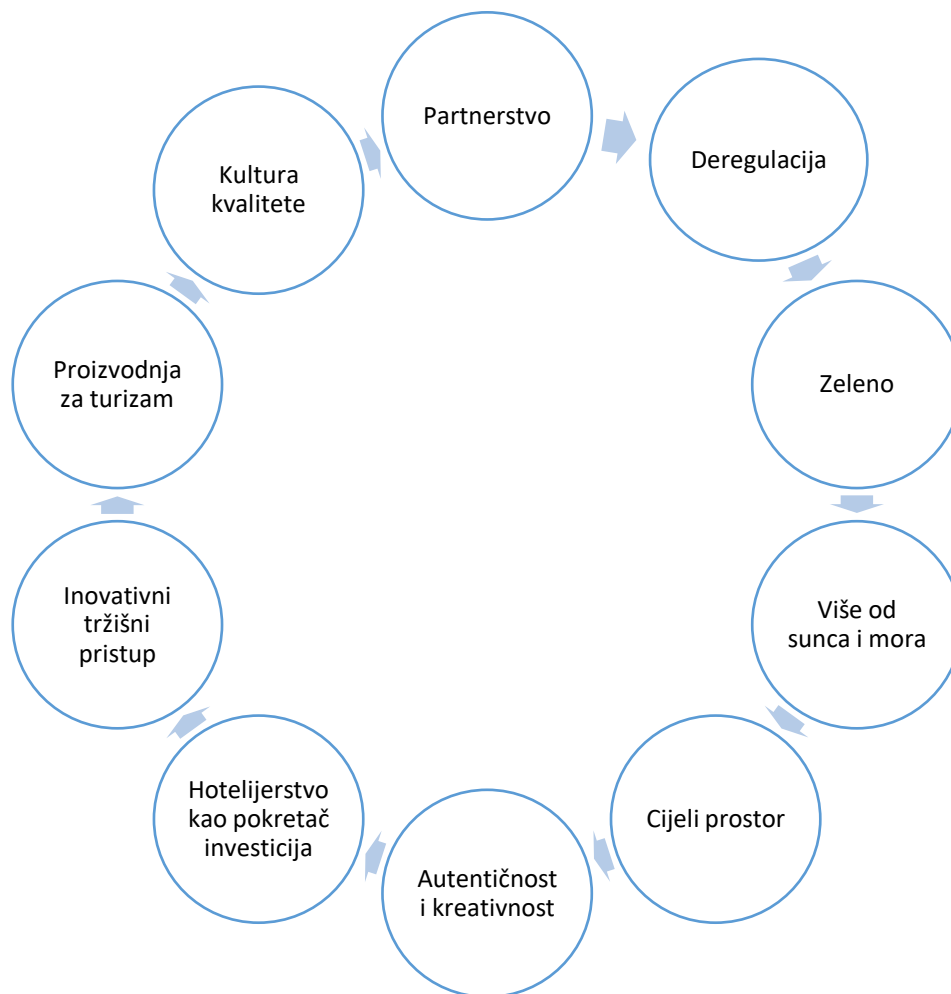 Partnerstvo
Deregulacija
Zeleno
Više od
sunca i mora
Cijeli prostor
Autentičnost
i kreativnost
Hotelijerstvo
kao pokretač
investicija
Inovativni
tržišni
pristup
Proizvodnja
za turizam
Kultura
kvalitete